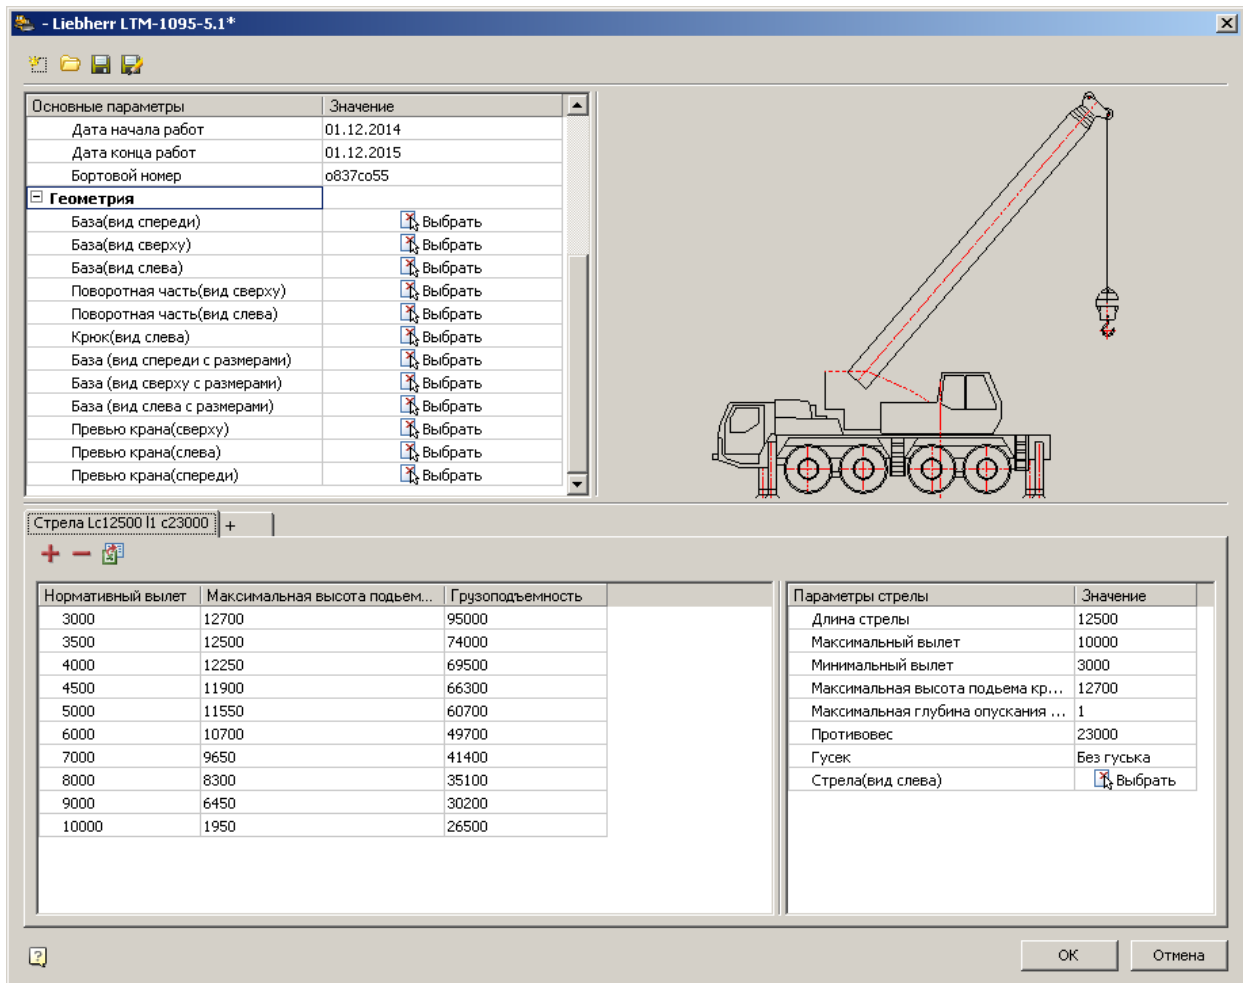 - Liebherr LTM-1095-5.1*
Основные параметры Значение
Дата начала работ 01.12.2014
Дата конца работ 01.12.2015
Бортовой номер о837со55
Геометрия
База(вид спереди) Выбрать
База(вид сверху) Выбрать
База(вид слева) Выбрать
Поворотная часть(вид сверху) Выбрать
Поворотная часть(вид слева) Выбрать
Крюк(вид слева) Выбрать
База (вид спереди с размерами) Выбрать
База (вид сверху с размерами) Выбрать
База (вид слева с размерами) Выбрать
Превью крана(сверху) Выбрать
Превью крана(слева) Выбрать
Превью крана(спереди) Выбрать
Стрела Lc12500 l1 c23000 +
Нормативный вылет Максимальная высота подьем... Грузоподъемность
3000 12700 95000
3500 12500 74000
4000 12250 69500
4500 11900 66300
5000 11550 60700
6000 10700 49700
7000 9650 41400
8000 8300 35100
9000 6450 30200
10000 1950 26500
Параметры стрелы Значение
Длина стрелы 12500
Максимальный вылет 10000
Минимальный вылет 3000
Максимальная высота подьема кр... 12700
Максимальная глубина опускания ... 1
Противовес 23000
Гусек Без гуська
Стрела(вид слева) Выбрать
ОК Отмена